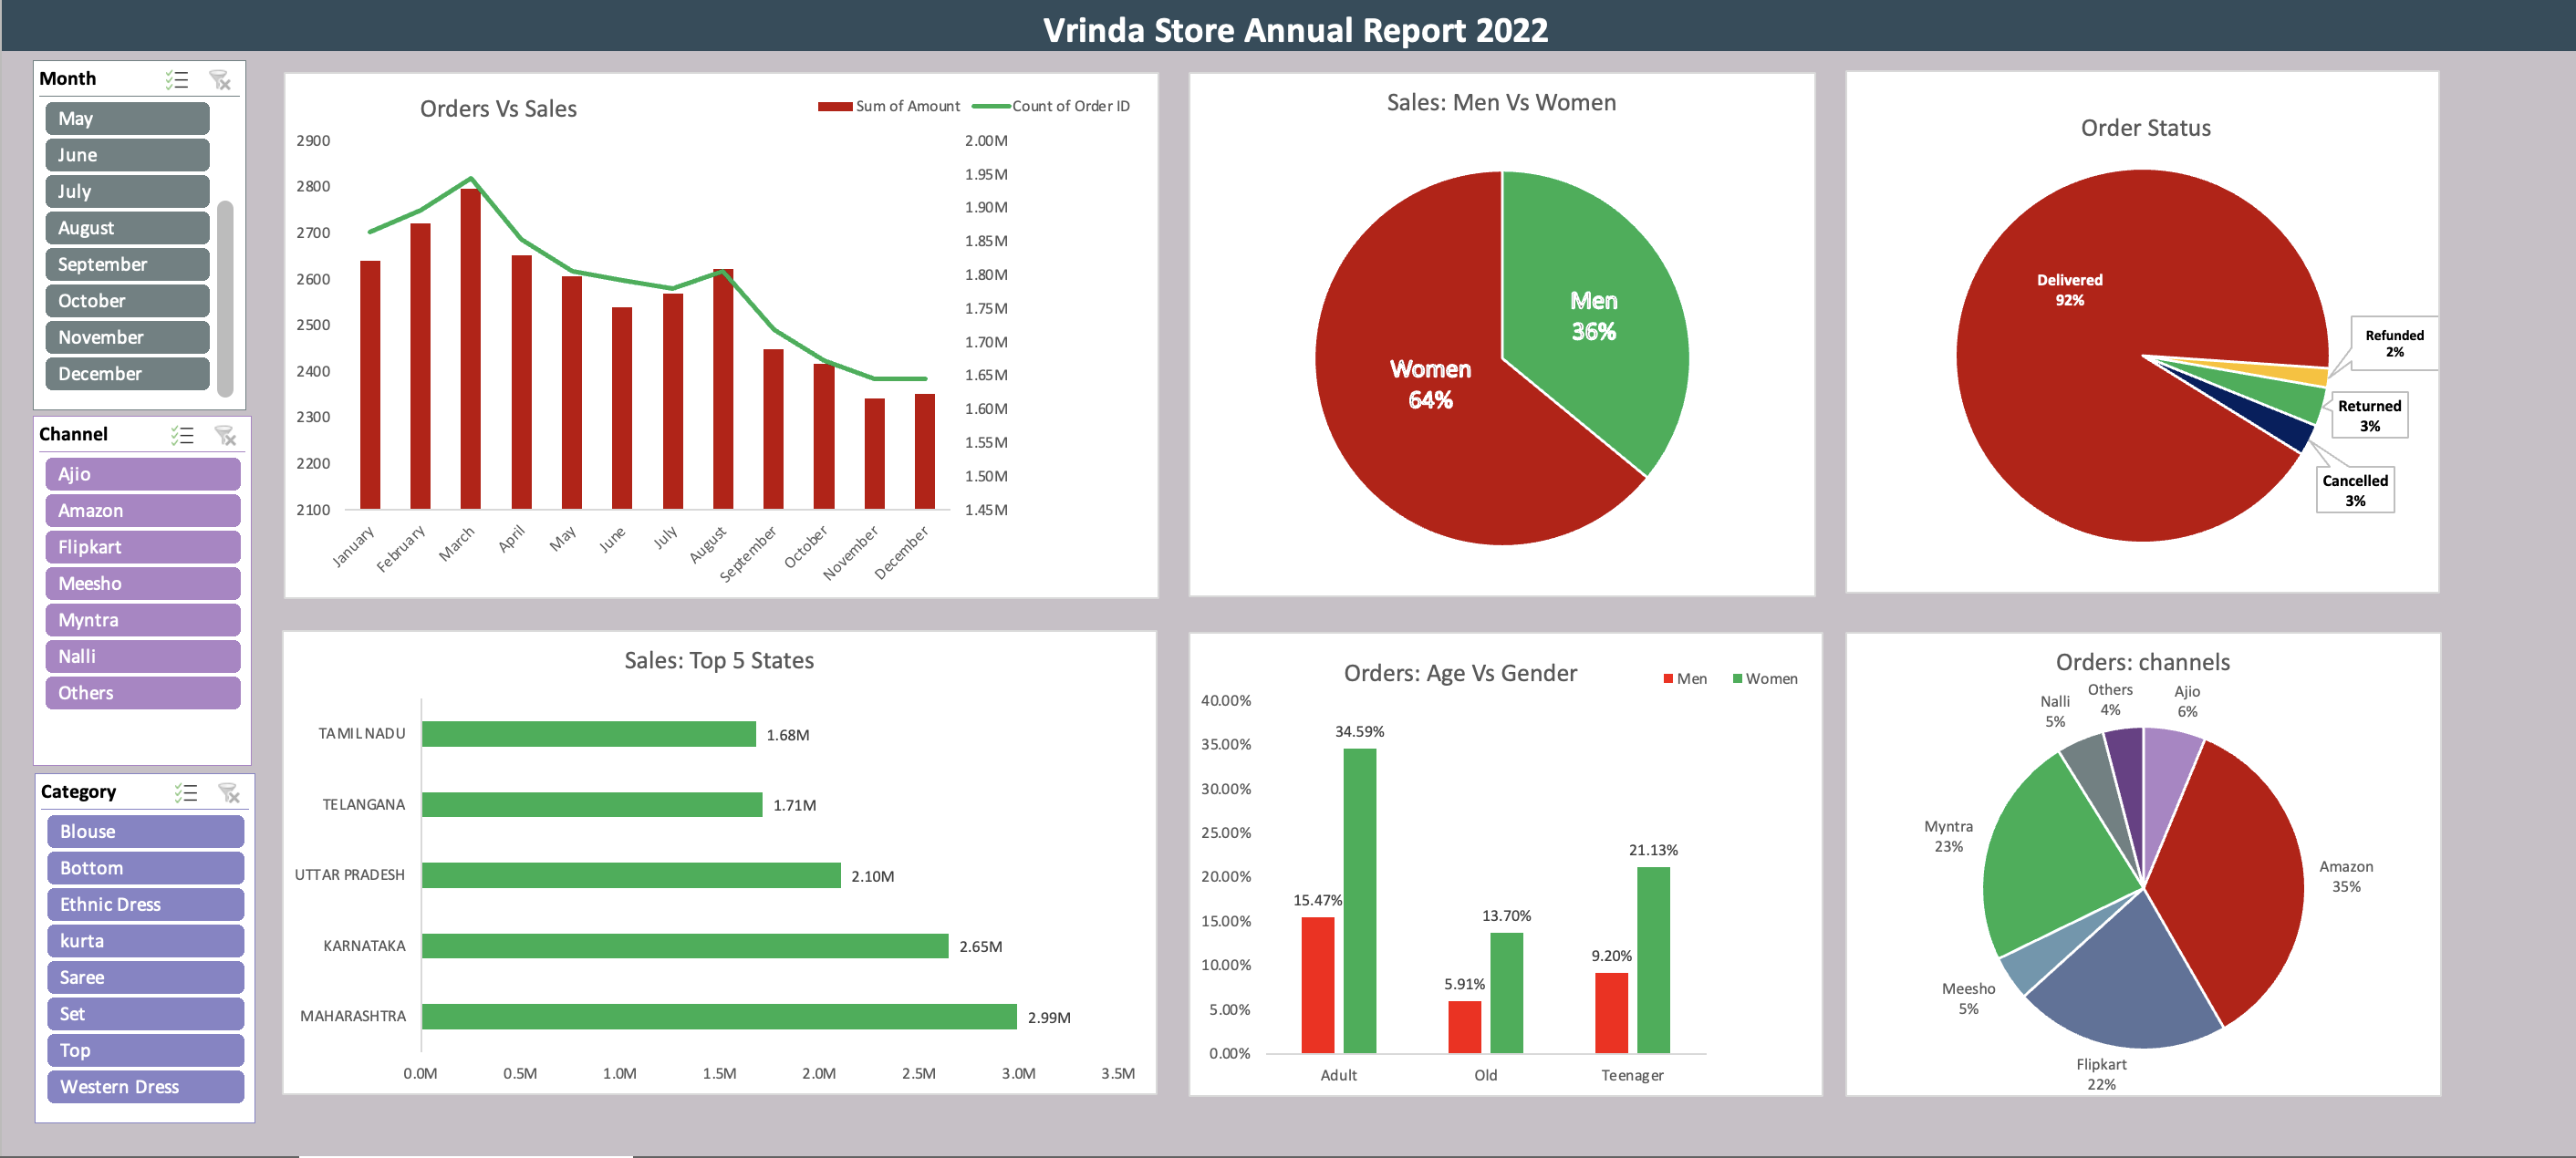 Vrinda Store Annual Report 2022
Month
May
June
July
August
September
October
November
December
Channel
Ajio
Amazon
Flipkart
Meesho
Myntra
Nalli
Others
Category
Blouse
Bottom
Ethnic Dress
kurta
Saree
Set
Top
Western Dress
Orders Vs Sales
Sum of Amount
Count of Order ID
2900
2800
2700
2600
2500
2400
2300
2200
2100
2.00M
1.95M
1.90M
1.85M
1.80M
1.75M
1.70M
1.65M
1.60M
1.55M
1.50M
1.45M
January
February
March
April
May
June
July
August
September
October
November
December
Sales: Men Vs Women
Men
36%
Women
64%
Order Status
Delivered
92%
Refunded
2%
Returned
3%
Cancelled
3%
Sales: Top 5 States
TAMIL NADU
1.68M
TELANGANA
1.71M
UTTAR PRADESH
2.10M
KARNATAKA
2.65M
MAHARASHTRA
2.99M
0.0M
0.5M
1.0M
1.5M
2.0M
2.5M
3.0M
3.5M
Orders: Age Vs Gender
Men
Women
40.00%
35.00%
30.00%
25.00%
20.00%
15.00%
10.00%
5.00%
0.00%
15.47%
34.59%
5.91%
13.70%
9.20%
21.13%
Adult
Old
Teenager
Orders: channels
Ajio
6%
Amazon
35%
Flipkart
22%
Meesho
5%
Myntra
23%
Nalli
5%
Others
4%